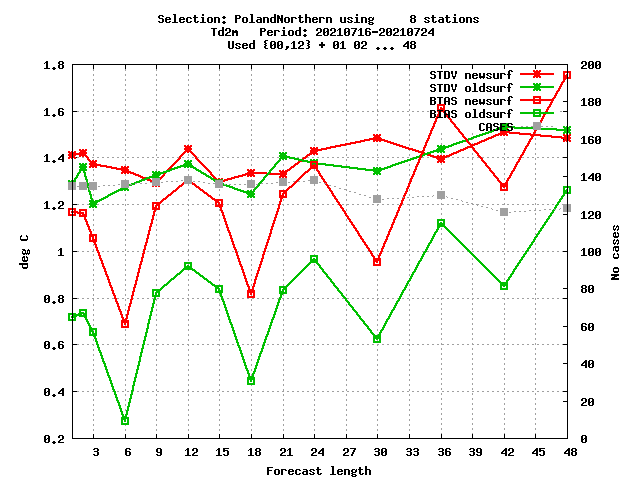 Selection: PolandNorthern using     8 stations
Td2m   Period: 20210716-20210724
Used {00,12} + 01 02 ... 48
1.8
1.6
1.4
1.2
1
0.8
0.6
0.4
0.2
deg C
200
180
160
140
120
100
80
60
40
20
0
No cases
STDV newsurf
STDV oldsurf
BIAS newsurf
BIAS oldsurf
CASES
3 6 9 12 15 18 21 24 27 30 33 36 39 42 45 48
Forecast length